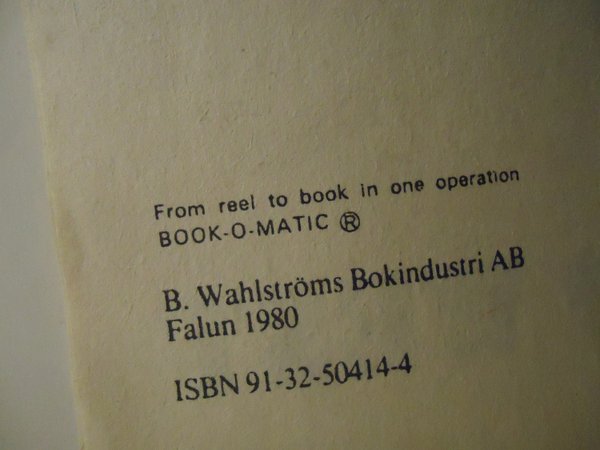 From reel to book in one operation
BOOK-O-MATIC ®
B. Wahlströms Bokindustri AB
Falun 1980
ISBN 91-32-50414-4